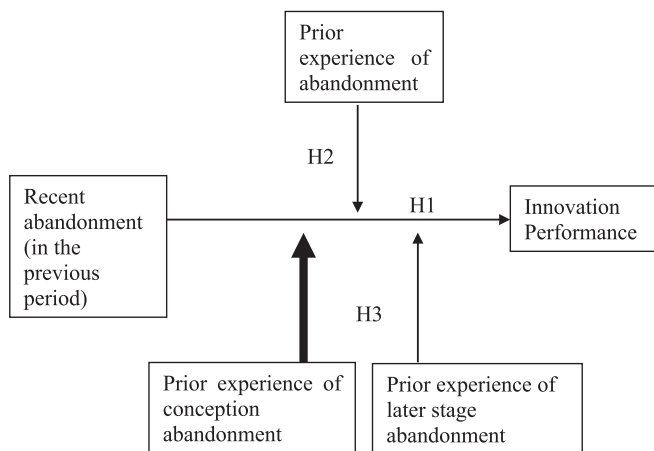 Prior
experience of
abandonment
H2
Recent
abandonment
(in the
previous
period)
H1
Innovation
Performance
H3
Prior experience of
conception
abandonment
Prior experience of
later stage
abandonment